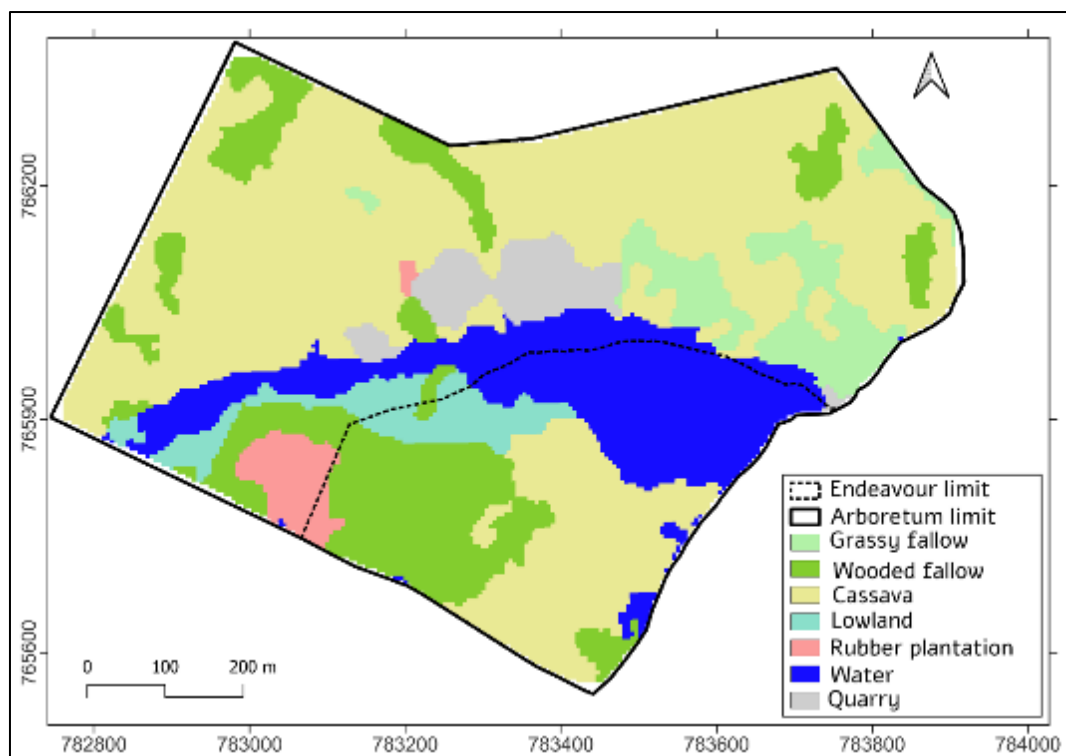 766200
765900
765600
0 100 200 m
Endeavour limit
Arboretum limit
Grassy fallow
Wooded fallow
Cassava
Lowland
Rubber plantation
Water
Quarry
782800 783000 783200 783400 783600 783800 784000